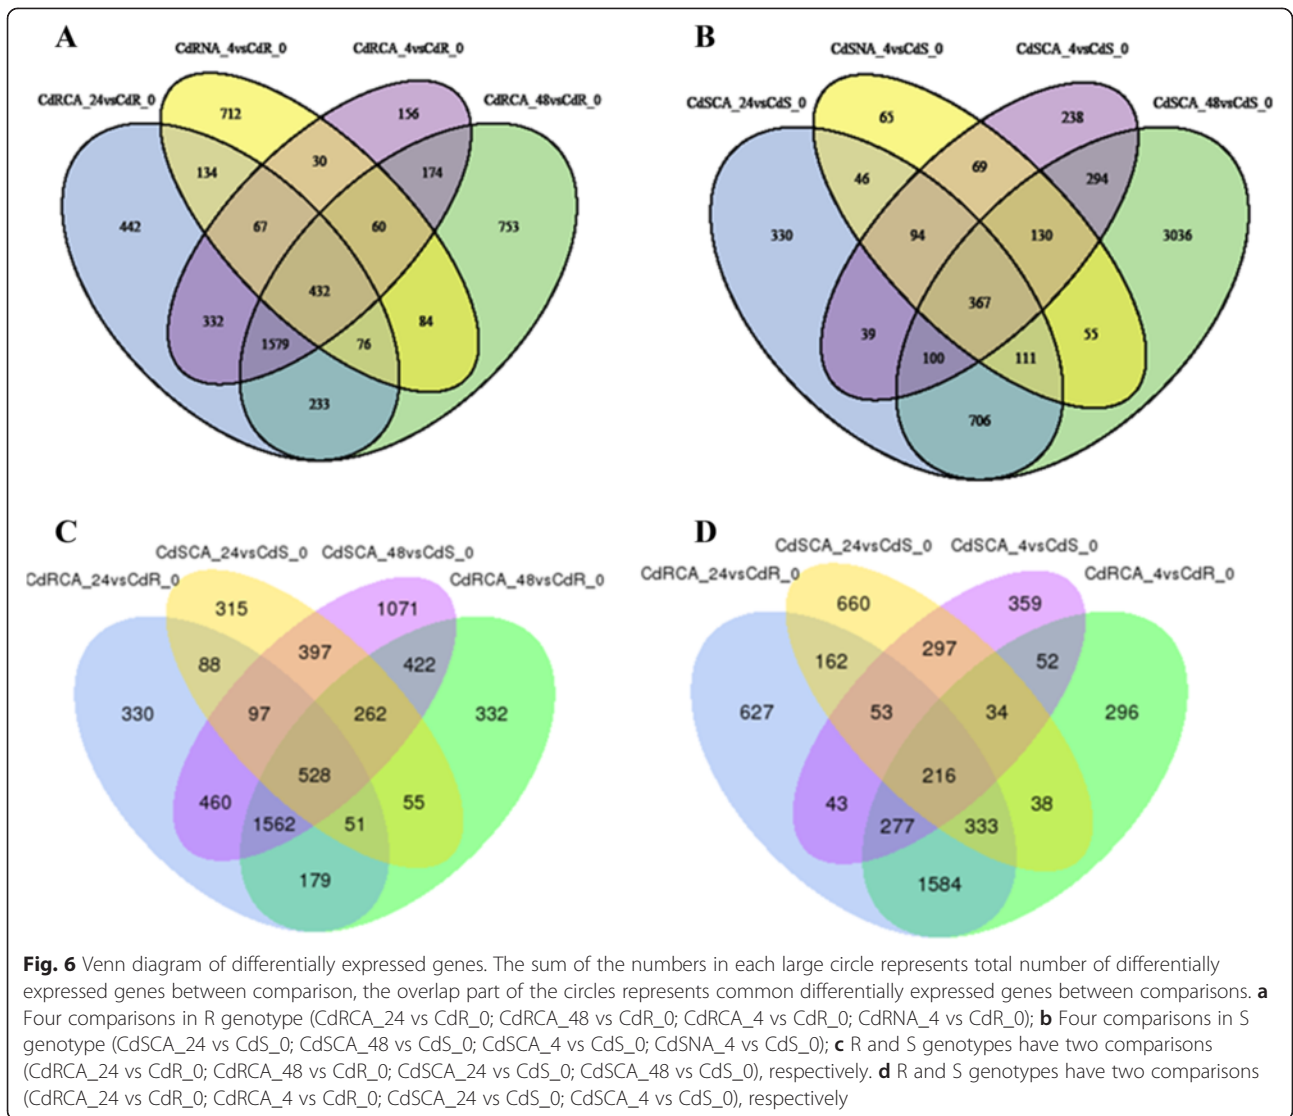 A
CdRNA_4vsCdR_0
CdRCA_4vsCdR_0
CdRCA_24vsCdR_0
CdRCA_48vsCdR_0
712
156
30
134
174
442
67
60
753
432
332
84
1579
76
233
B
CdSNA_4vsCdS_0
CdSCA_4vsCdS_0
CdSCA_24vsCdS_0
CdSCA_48vsCdS_0
65
238
69
46
294
330
94
130
3036
367
39
55
100
111
706
C
CdSCA_24vsCdS_0
CdSCA_48vsCdS_0
CdRCA_24vsCdR_0
CdRCA_48vsCdR_0
315
1071
397
88
422
330
97
262
332
528
460
55
1562
51
179
D
CdSCA_24vsCdS_0
CdSCA_4vsCdS_0
CdRCA_24vsCdR_0
CdRCA_4vsCdR_0
660
359
297
162
52
627
53
34
296
216
43
38
277
333
1584
Fig. 6 Venn diagram of differentially expressed genes. The sum of the numbers in each large circle represents total number of differentially
expressed genes between comparison, the overlap part of the circles represents common differentially expressed genes between comparisons. a
Four comparisons in R genotype (CdRCA_24 vs CdR_0; CdRCA_48 vs CdR_0; CdRCA_4 vs CdR_0; CdRNA_4 vs CdR_0); b Four comparisons in S
genotype (CdSCA_24 vs CdS_0; CdSCA_48 vs CdS_0; CdSCA_4 vs CdS_0; CdSNA_4 vs CdS_0); c R and S genotypes have two comparisons
(CdRCA_24 vs CdR_0; CdRCA_48 vs CdR_0; CdSCA_24 vs CdS_0; CdSCA_48 vs CdS_0), respectively. d R and S genotypes have two comparisons
(CdRCA_24 vs CdR_0; CdRCA_4 vs CdR_0; CdSCA_24 vs CdS_0; CdSCA_4 vs CdS_0), respectively